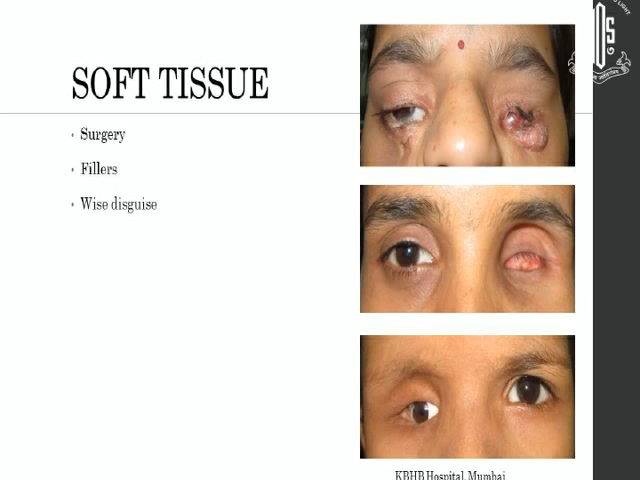 SOFT TISSUE
Surgery
Fillers
Wise disguise
KBHB Hospital, Mumbai